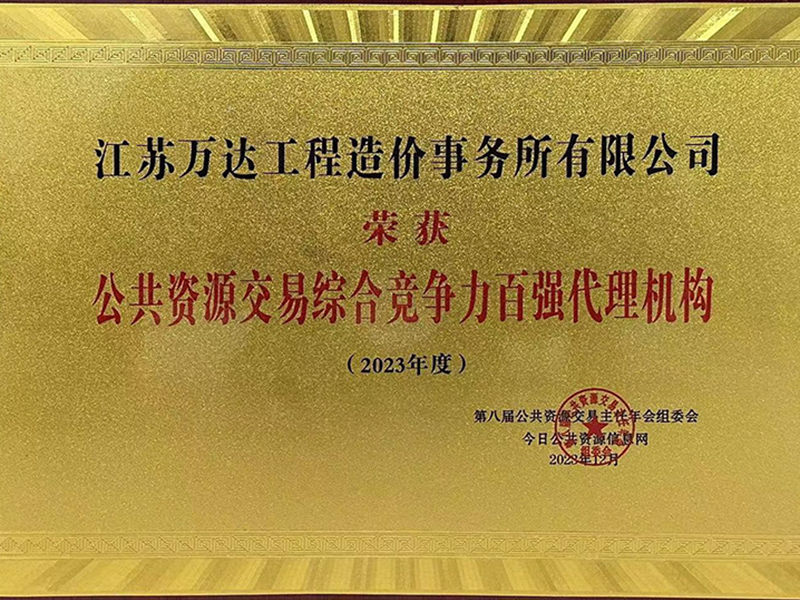 江苏万达工程造价事务所有限公司
荣获
公共资源交易综合竞争力百强代理机构
(2023年度)
第八届公共资源交易主任年会组委会
今日公共资源信息网
2023年12月
组委会